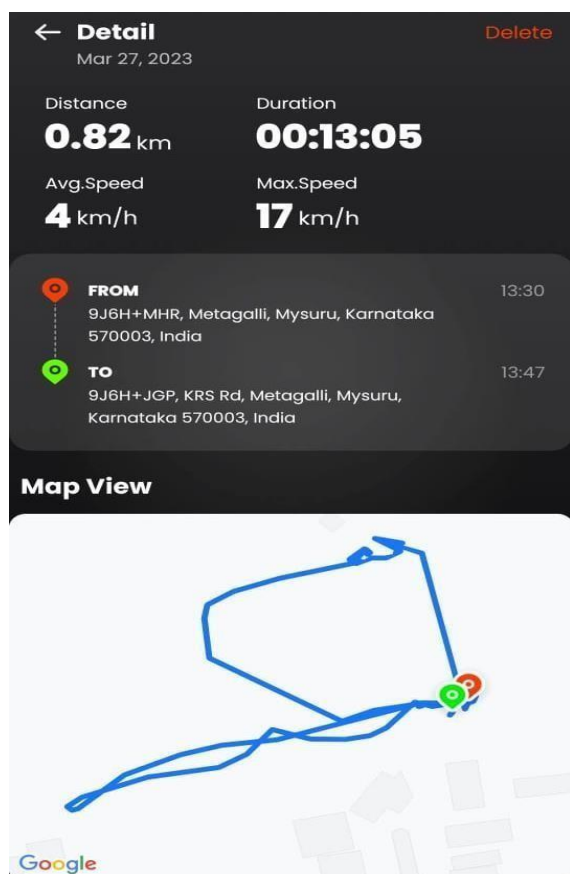 Detail
Delete
Mar 27, 2023
Distance
Duration
0.82 km
00:13:05
Avg.Speed
Max.Speed
4 km/h
17 km/h
FROM
13:30
9J6H+MHR, Metagalli, Mysuru, Karnataka
570003, India
TO
13:47
9J6H+JGP, KRS Rd, Metagalli, Mysuru,
Karnataka 570003, India
Map View
Google